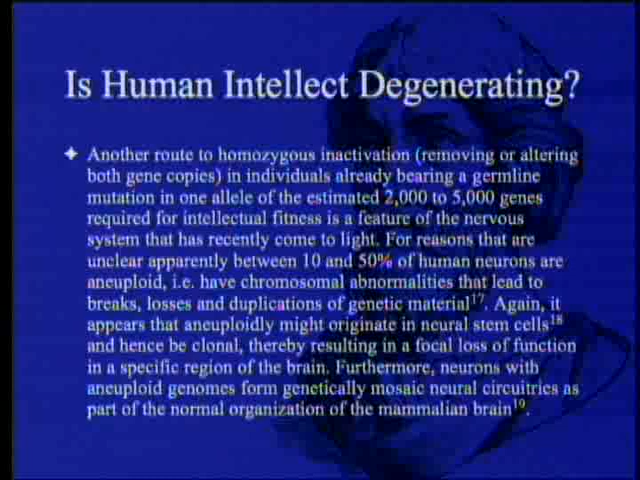 Is Human Intellect Degenerating?
Another route to homozygous inactivation (removing or altering
both gene copies) in individuals already bearing a germline
mutation in one allele of the estimated 2,000 to 5,000 genes
required for intellectual fitness is a feature of the nervous
system that has recently come to light. For reasons that are
unclear apparently between 10 and 50% of human neurons are
aneuploid, i.e. have chromosomal abnormalities that lead to
breaks, losses and duplications of genetic material17. Again, it
appears that aneuploidly might originate in neural stem cells18
and hence be clonal, thereby resulting in a focal loss of function
in a specific region of the brain. Furthermore, neurons with
aneuploid genomes form genetically mosaic neural circuitries as
part of the normal organization of the mammalian brain19.